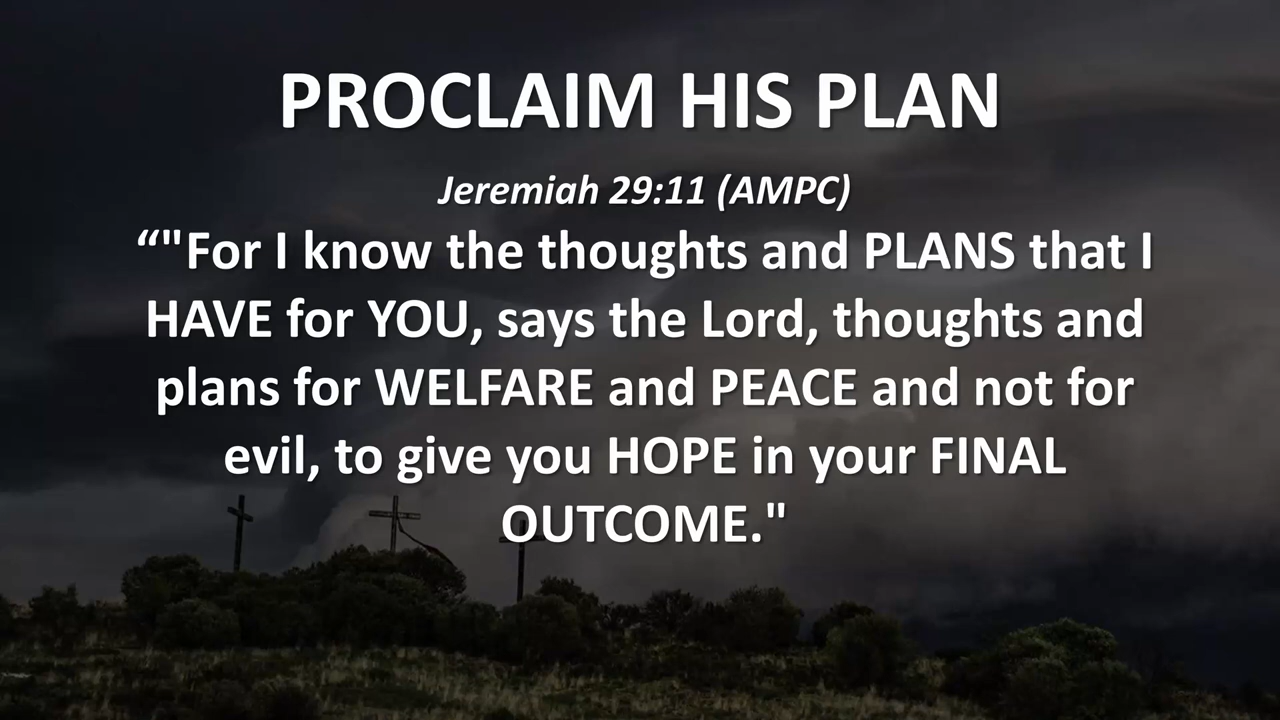 PROCLAIM HIS PLAN
Jeremiah 29:11 (AMPC)
“"For I know the thoughts and PLANS that I
HAVE for YOU, says the Lord, thoughts and
plans for WELFARE and PEACE and not for
evil, to give you HOPE in your FINAL
OUTCOME."